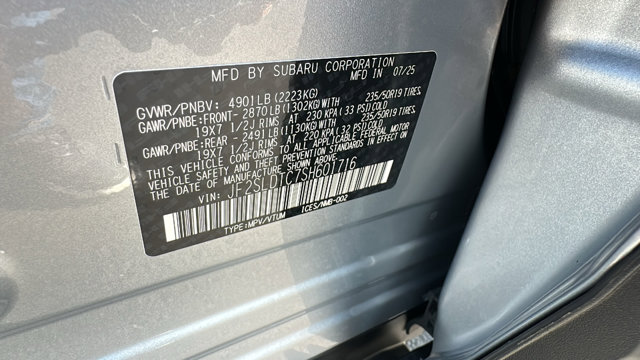 MFD BY SUBARU CORPORATION
MFD IN 07/25
GVWR/PNBV: 4901LB(2223KG)
GAWR/PNBE:FRONT- 2870LB(1302KG)WITH 235/50R19 TIRES,
19X7 1/2J RIMS AT 230 KPA(33 PSI)COLD
GAWR/PNBE:REAR - 2491LB(1130KG)WITH 235/50R19 TIRES,
19X7 1/2J RIMS AT 220 KPA(32 PSI)COLD
THIS VEHICLE CONFORMS TO ALL APPLICABLE FEDERAL MOTOR
VEHICLE SAFETY STANDARDS IN EFFECT ON THE
DATE OF MANUFACTURE SHOWN ABOVE.
VIN: JF2SLDTC7SH601716
TYPE:MPV/VTUM ICES/NMB-002